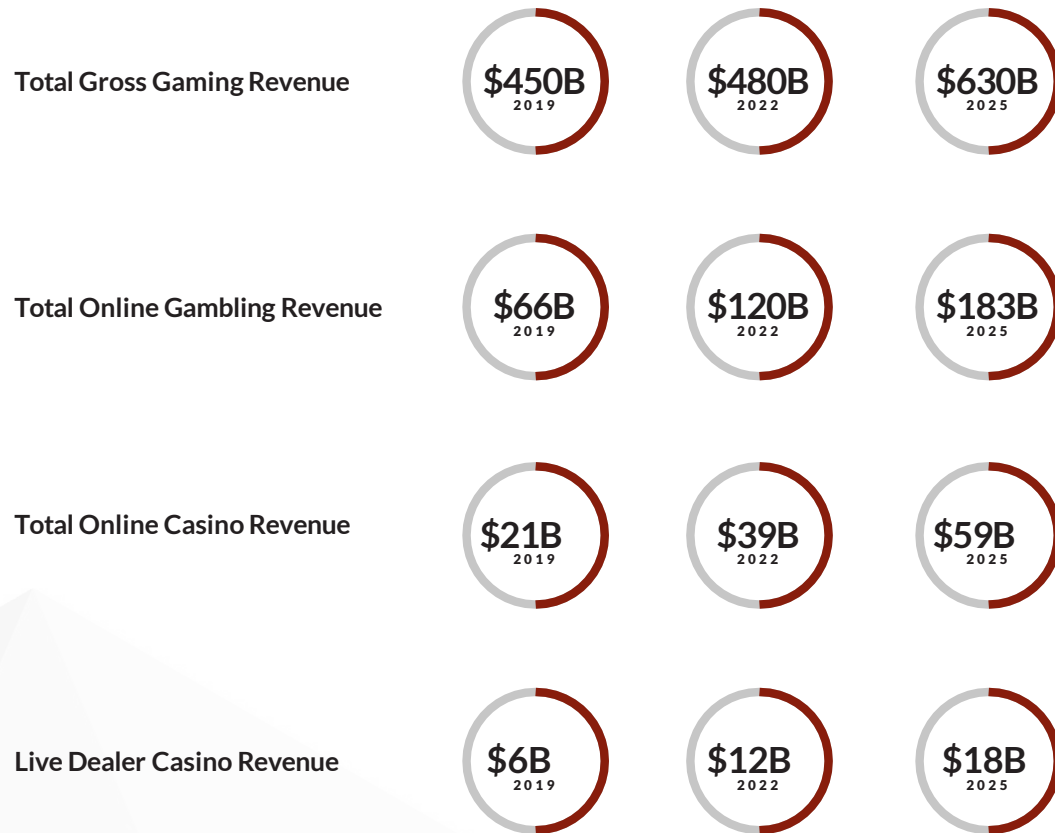 Total Gross Gaming Revenue
$450B
2019
$480B
2022
$630B
2025
Total Online Gambling Revenue
$66B
2019
$120B
2022
$183B
2025
Total Online Casino Revenue
$21B
2019
$39B
2022
$59B
2025
Live Dealer Casino Revenue
$6B
2019
$12B
2022
$18B
2025